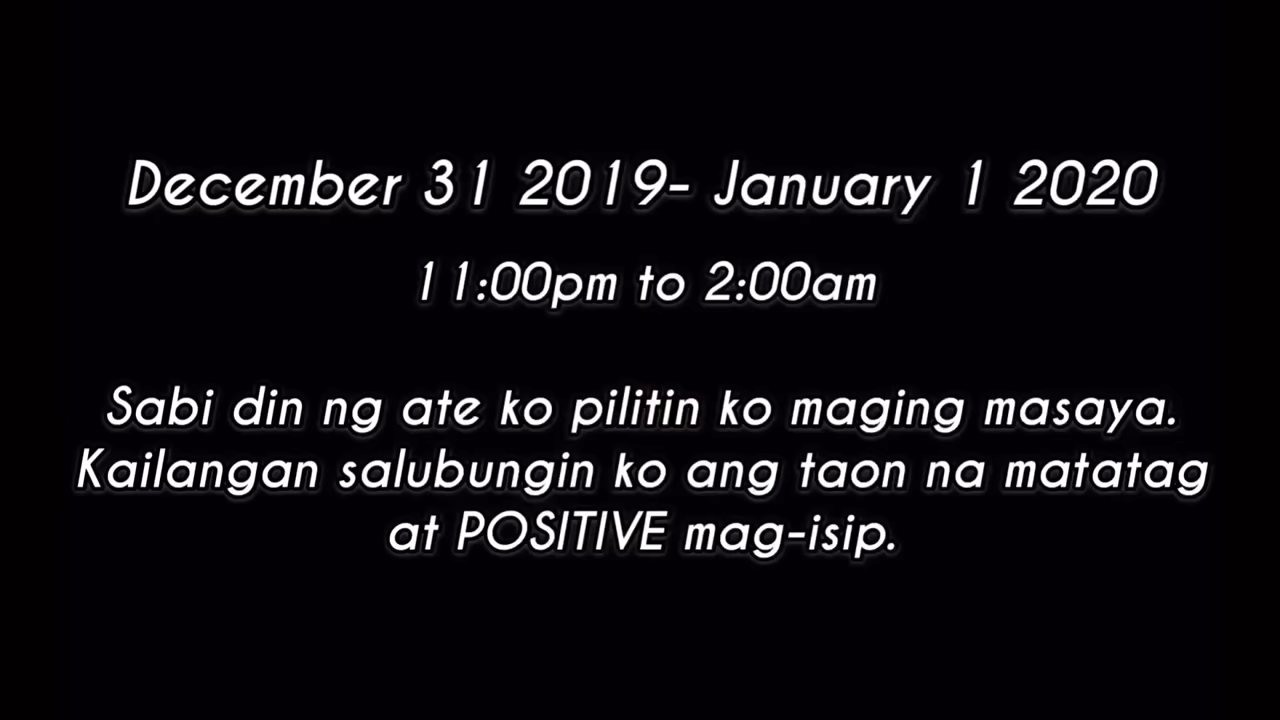 December 31 2019- January 1 2020
11:00pm to 2:00am
Sabi din ng ate ko pilitin ko maging masaya.
Kailangan salubungin ko ang taon na matatag
at POSITIVE mag-isip.